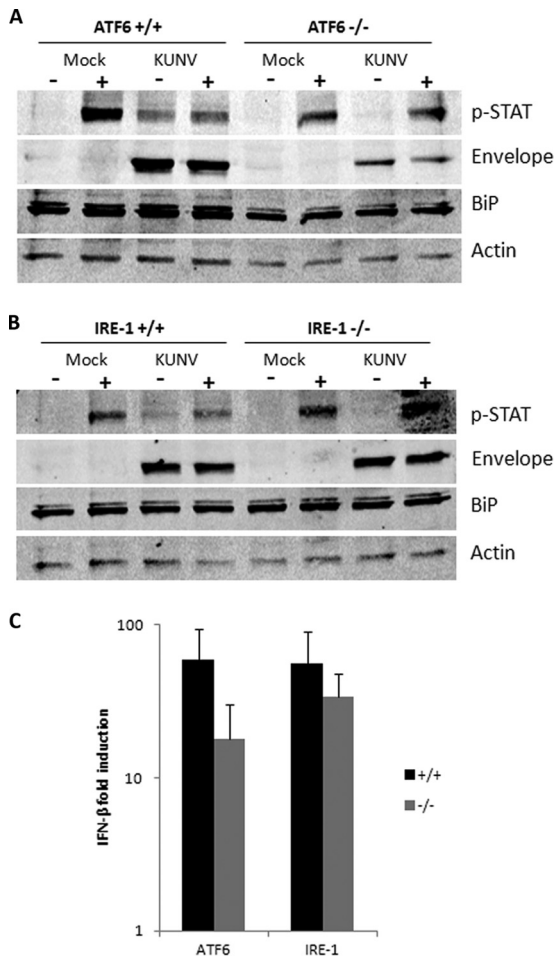 A
ATF6 +/+ ATF6 -/-
Mock KUNV Mock KUNV
- + - + - + - +
p-STAT
Envelope
BiP
Actin
B
IRE-1 +/+ IRE-1 -/-
Mock KUNV Mock KUNV
- + - + - + - +
p-STAT
Envelope
BiP
Actin
C
IFN-β fold induction
100
10
1
ATF6 IRE-1
+/+
-/-